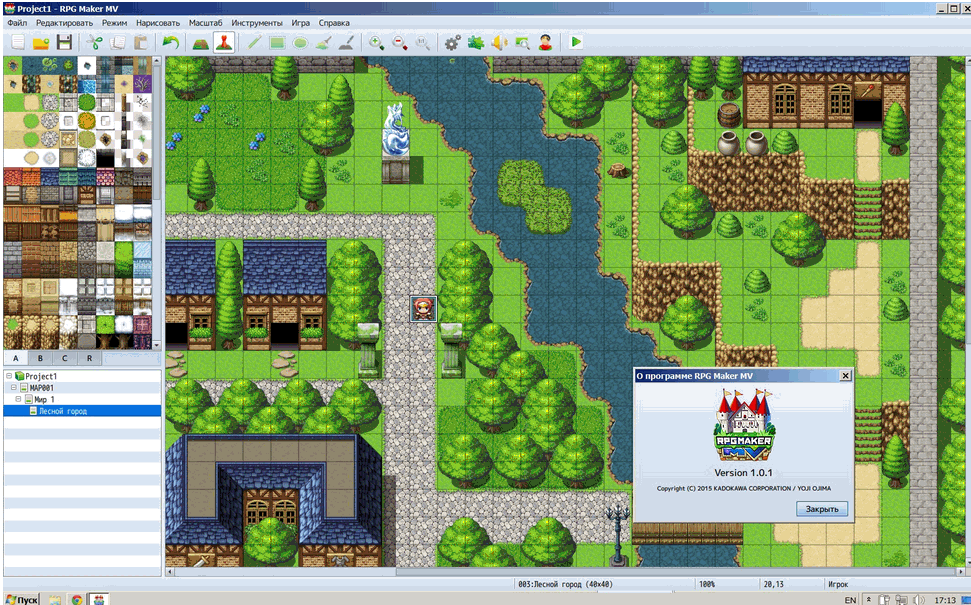 Project1 - RPG Maker MV
Файл Редактировать Режим Нарисовать Масштаб Инструменты Игра Справка
A B C R
Project1
MAP001
Мир 1
Лесной город
О программе RPG Maker MV
RPG MAKER
MV
Version 1.0.1
Copyright (C) 2015 KADOKAWA CORPORATION / YOJI OJIMA
Закрыть
003:Лесной город (40x40) 100% 20,13 Игрок
Пуск EN 17:13